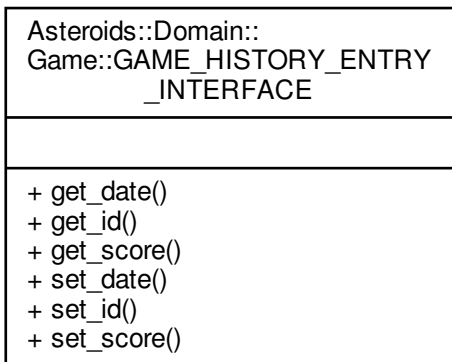 Asteroids::Domain::
Game::GAME_HISTORY_ENTRY
_INTERFACE
+ get_date()
+ get_id()
+ get_score()
+ set_date()
+ set_id()
+ set_score()